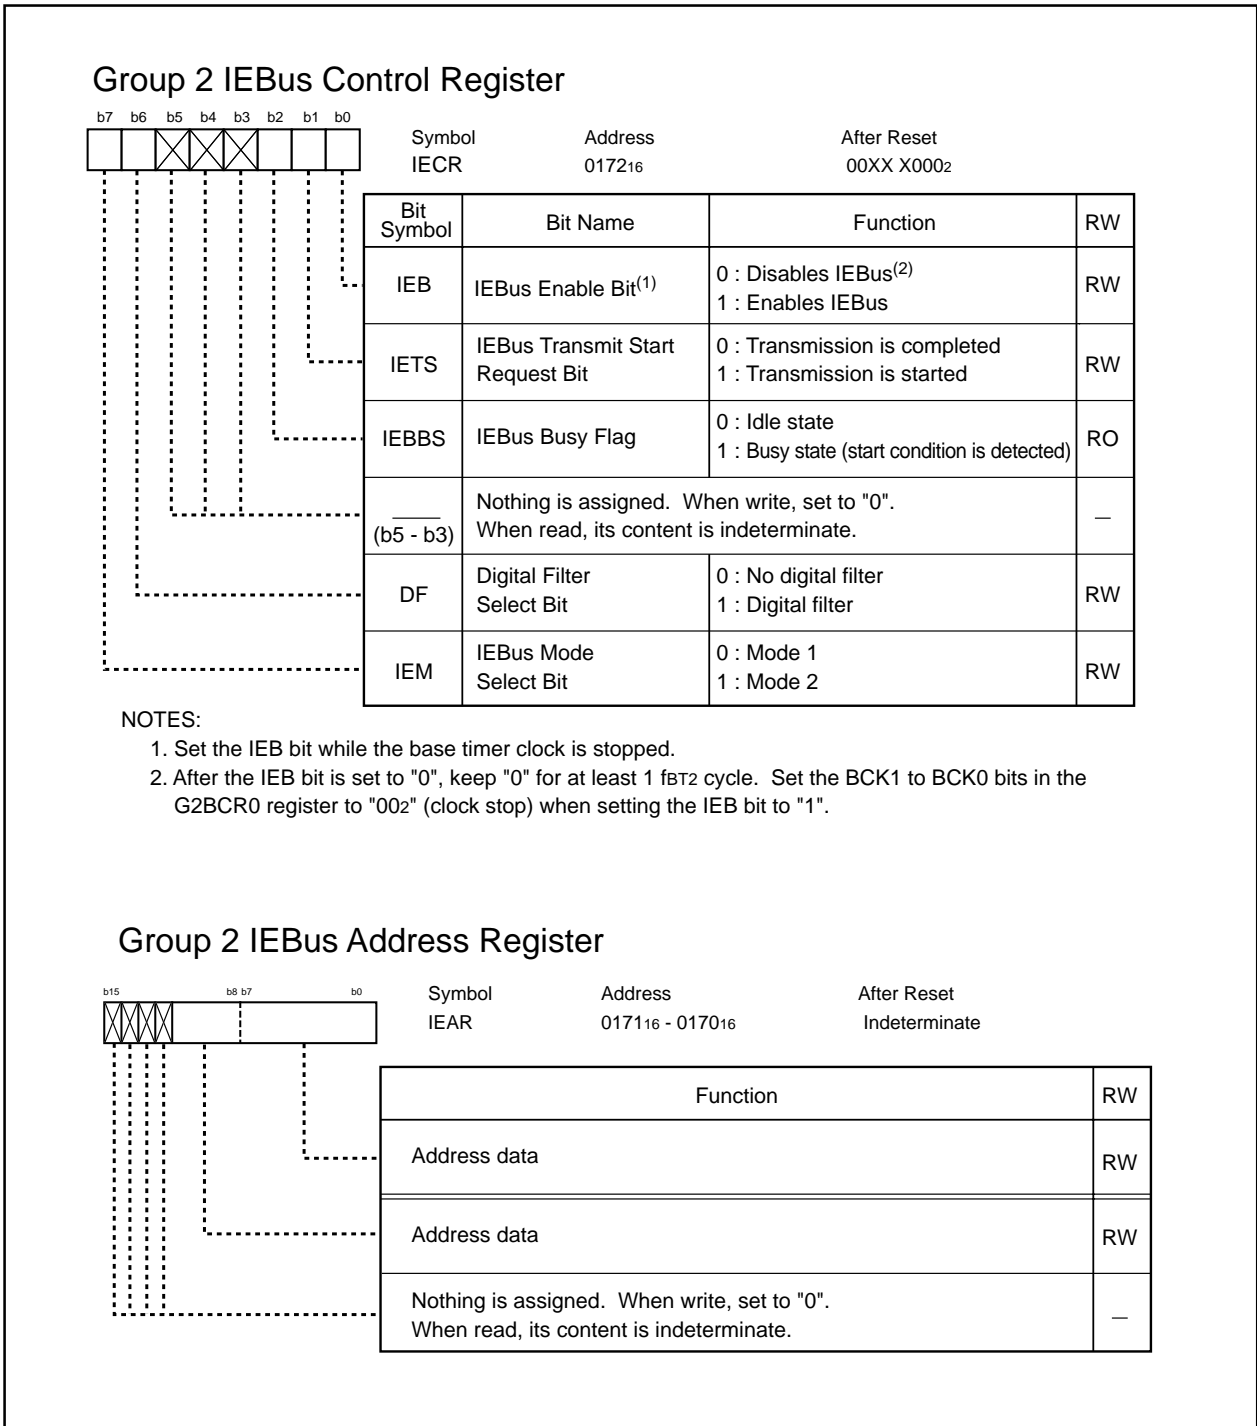 Group 2 IEBus Control Register
b7 b6 b5 b4 b3 b2 b1 b0
Symbol Address After Reset
IECR 017216 00XX X0002
Bit Symbol Bit Name Function RW
IEB IEBus Enable Bit(1) 0 : Disables IEBus(2) RW
1 : Enables IEBus
IETS IEBus Transmit Start Request Bit 0 : Transmission is completed RW
1 : Transmission is started
IEBBS IEBus Busy Flag 0 : Idle state RO
1 : Busy state (start condition is detected)
(b5 - b3) Nothing is assigned. When write, set to "0". —
When read, its content is indeterminate.
DF Digital Filter Select Bit 0 : No digital filter RW
1 : Digital filter
IEM IEBus Mode Select Bit 0 : Mode 1 RW
1 : Mode 2
NOTES:
1. Set the IEB bit while the base timer clock is stopped.
2. After the IEB bit is set to "0", keep "0" for at least 1 fBT2 cycle. Set the BCK1 to BCK0 bits in the
G2BCR0 register to "002" (clock stop) when setting the IEB bit to "1".
Group 2 IEBus Address Register
b15 b8 b7 b0
Symbol Address After Reset
IEAR 017116 - 017016 Indeterminate
Function RW
Address data RW
Address data RW
Nothing is assigned. When write, set to "0". —
When read, its content is indeterminate.